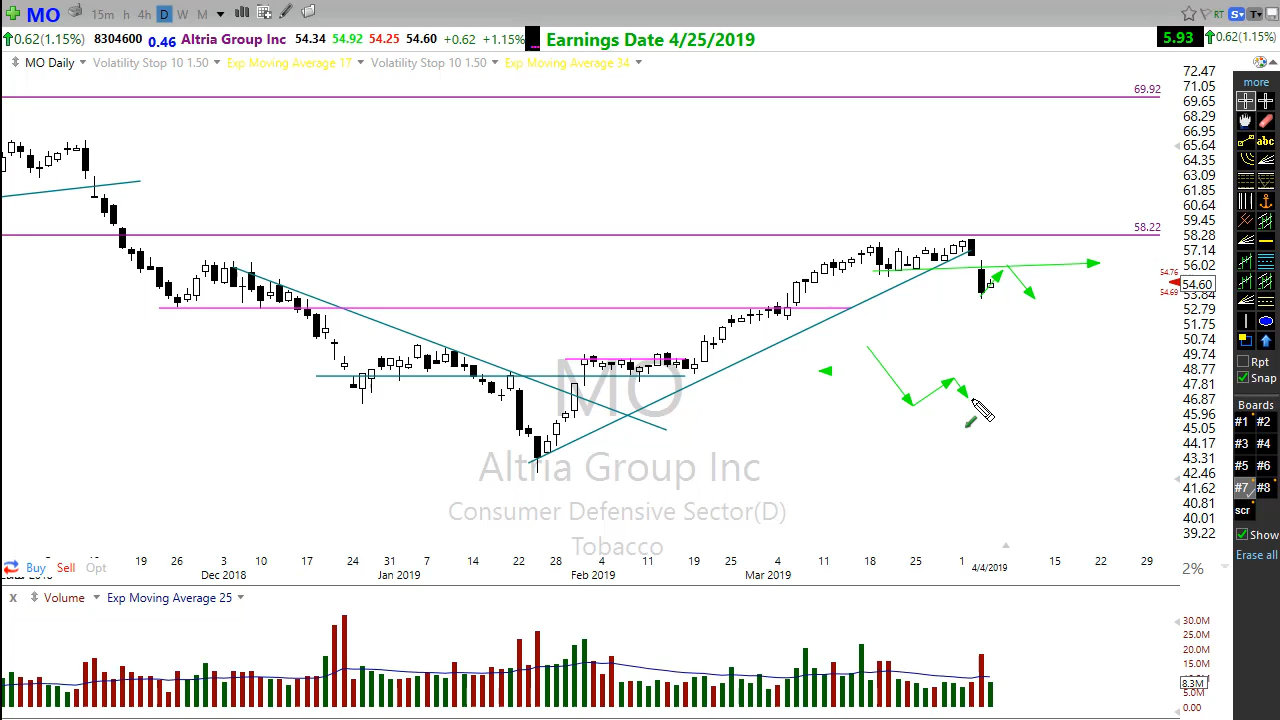 MO 15m h 4h D W M RT S T
0.62(1.15%) 8304600 0.46 Altria Group Inc 54.34 54.92 54.25 54.60 +0.62 +1.15% Earnings Date 4/25/2019 5.93 0.62(1.15%)
MO Daily Volatility Stop 10 1.50 Exp Moving Average 17 Volatility Stop 10 1.50 Exp Moving Average 34
more
abc
Rpt
Snap
Boards
#1 #2
#3 #4
#5 #6
#7 #8
scr
Show
Erase all
72.47
71.05
69.65
68.29
66.95
65.64
64.35
63.09
61.85
60.64
59.45
58.28
57.14
56.02
54.60
53.84
52.79
51.75
50.74
49.74
48.77
47.81
46.87
45.96
45.05
44.17
43.31
42.46
41.62
40.81
40.01
39.22
69.92
58.22
54.76
54.69
MO
Altria Group Inc
Consumer Defensive Sector(D)
Tobacco
19 26 3 10 17 24 31 7 14 22 28 4 11 19 25 4 11 18 25 1 15 22 29
Dec 2018 Jan 2019 Feb 2019 Mar 2019 4/4/2019
Buy Sell Opt 2%
X Volume Exp Moving Average 25
30.0M
25.0M
20.0M
15.0M
8.3M
5.0M
0.00